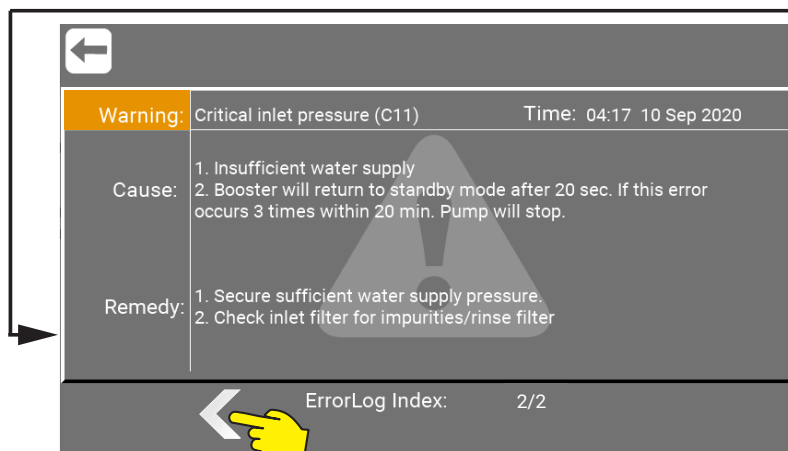 Warning: Critical inlet pressure (C11) Time: 04:17 10 Sep 2020
Cause: 1. Insufficient water supply
2. Booster will return to standby mode after 20 sec. If this error
occurs 3 times within 20 min. Pump will stop.
Remedy: 1. Secure sufficient water supply pressure.
2. Check inlet filter for impurities/rinse filter
ErrorLog Index: 2/2